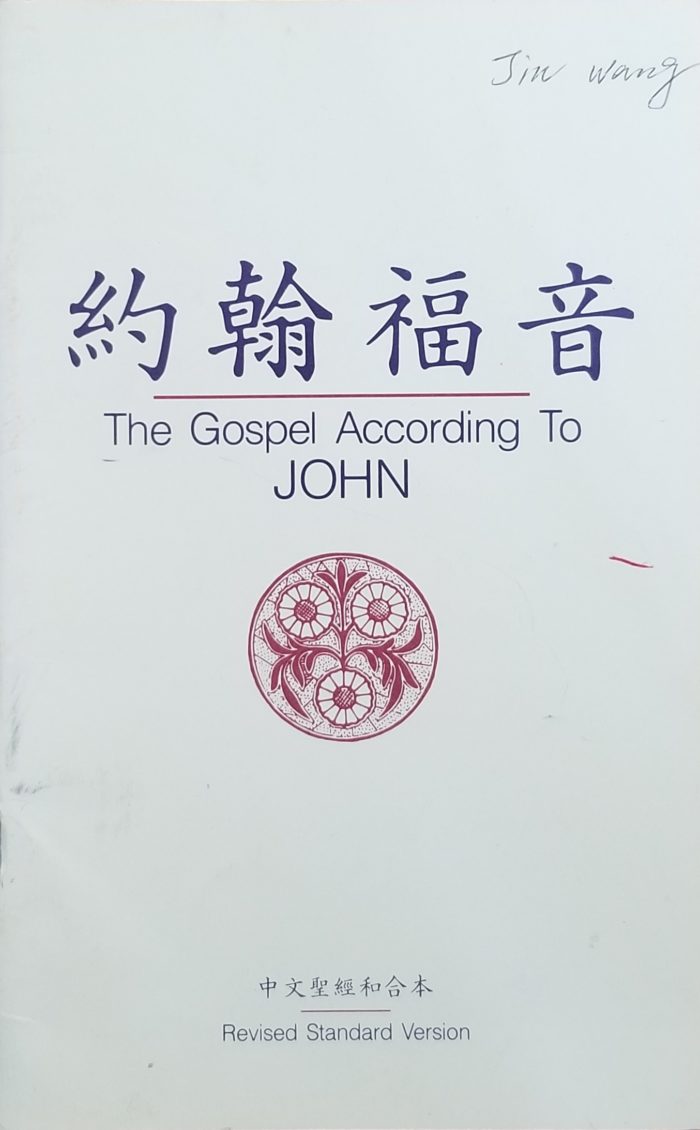 Jin wang
約翰福音
The Gospel According To
JOHN
中文聖經和合本
Revised Standard Version